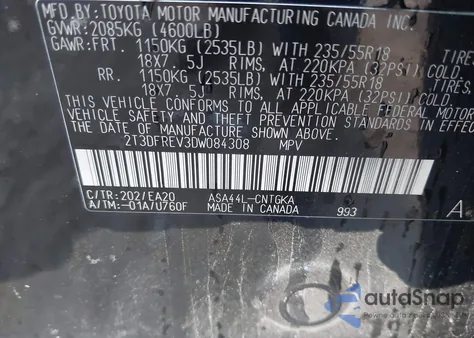 MFD. BY: TOYOTA MOTOR MANUFACTURING CANADA INC.
GVWR: 2085KG (4600LB)
GAWR: FRT. 1150KG (2535LB) WITH 235/55R18 TIRES
18X7.5J RIMS, AT 220KPA (32PSI) COLD.
RR. 1150KG (2535LB) WITH 235/55R18 TIRES
18X7.5J RIMS, AT 220KPA (32PSI) COLD.
THIS VEHICLE CONFORMS TO ALL APPLICABLE FEDERAL MOTOR
VEHICLE SAFETY AND THEFT PREVENTION STANDARDS
THE DATE OF MANUFACTURE SHOWN ABOVE.
2T3DFREV3DW084308 MPV
C/TR: 202/EA20 ASA44L-CNTGKA
A/TM: -01A/U760F MADE IN CANADA 993 A
autoSnap